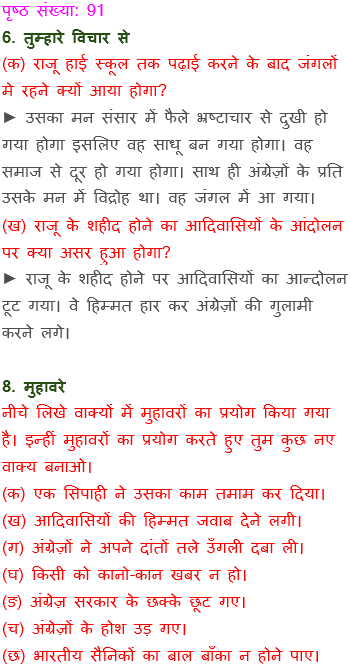 पृष्ठ संख्या: 91
6. तुम्हारे विचार से
(क) राजू हाई स्कूल तक पढ़ाई करने के बाद जंगलों
मे रहने क्यों आया होगा?
► उसका मन संसार में फैले भ्रष्टाचार से दुखी हो
गया होगा इसलिए वह साधू बन गया होगा। वह
समाज से दूर हो गया होगा। साथ ही अंग्रेज़ों के प्रति
उसके मन में विद्रोह था। वह जंगल में आ गया।
(ख) राजू के शहीद होने का आदिवासियों के आंदोलन
पर क्या असर हुआ होगा?
► राजू के शहीद होने पर आदिवासियों का आन्दोलन
टूट गया। वे हिम्मत हार कर अंग्रेज़ों की गुलामी
करने लगे।
8. मुहावरे
नीचे लिखे वाक्यों में मुहावरों का प्रयोग किया गया
है। इन्हीं मुहावरों का प्रयोग करते हुए तुम कुछ नए
वाक्य बनाओ।
(क) एक सिपाही ने उसका काम तमाम कर दिया।
(ख) आदिवासियों की हिम्मत जवाब देने लगी।
(ग) अंग्रेज़ों ने अपने दांतों तले उँगली दबा ली।
(घ) किसी को कानो-कान खबर न हो।
(ङ) अंग्रेज़ सरकार के छक्के छूट गए।
(च) अंग्रेज़ों के होश उड़ गए।
(छ) भारतीय सैनिकों का बाल बाँका न होने पाए।